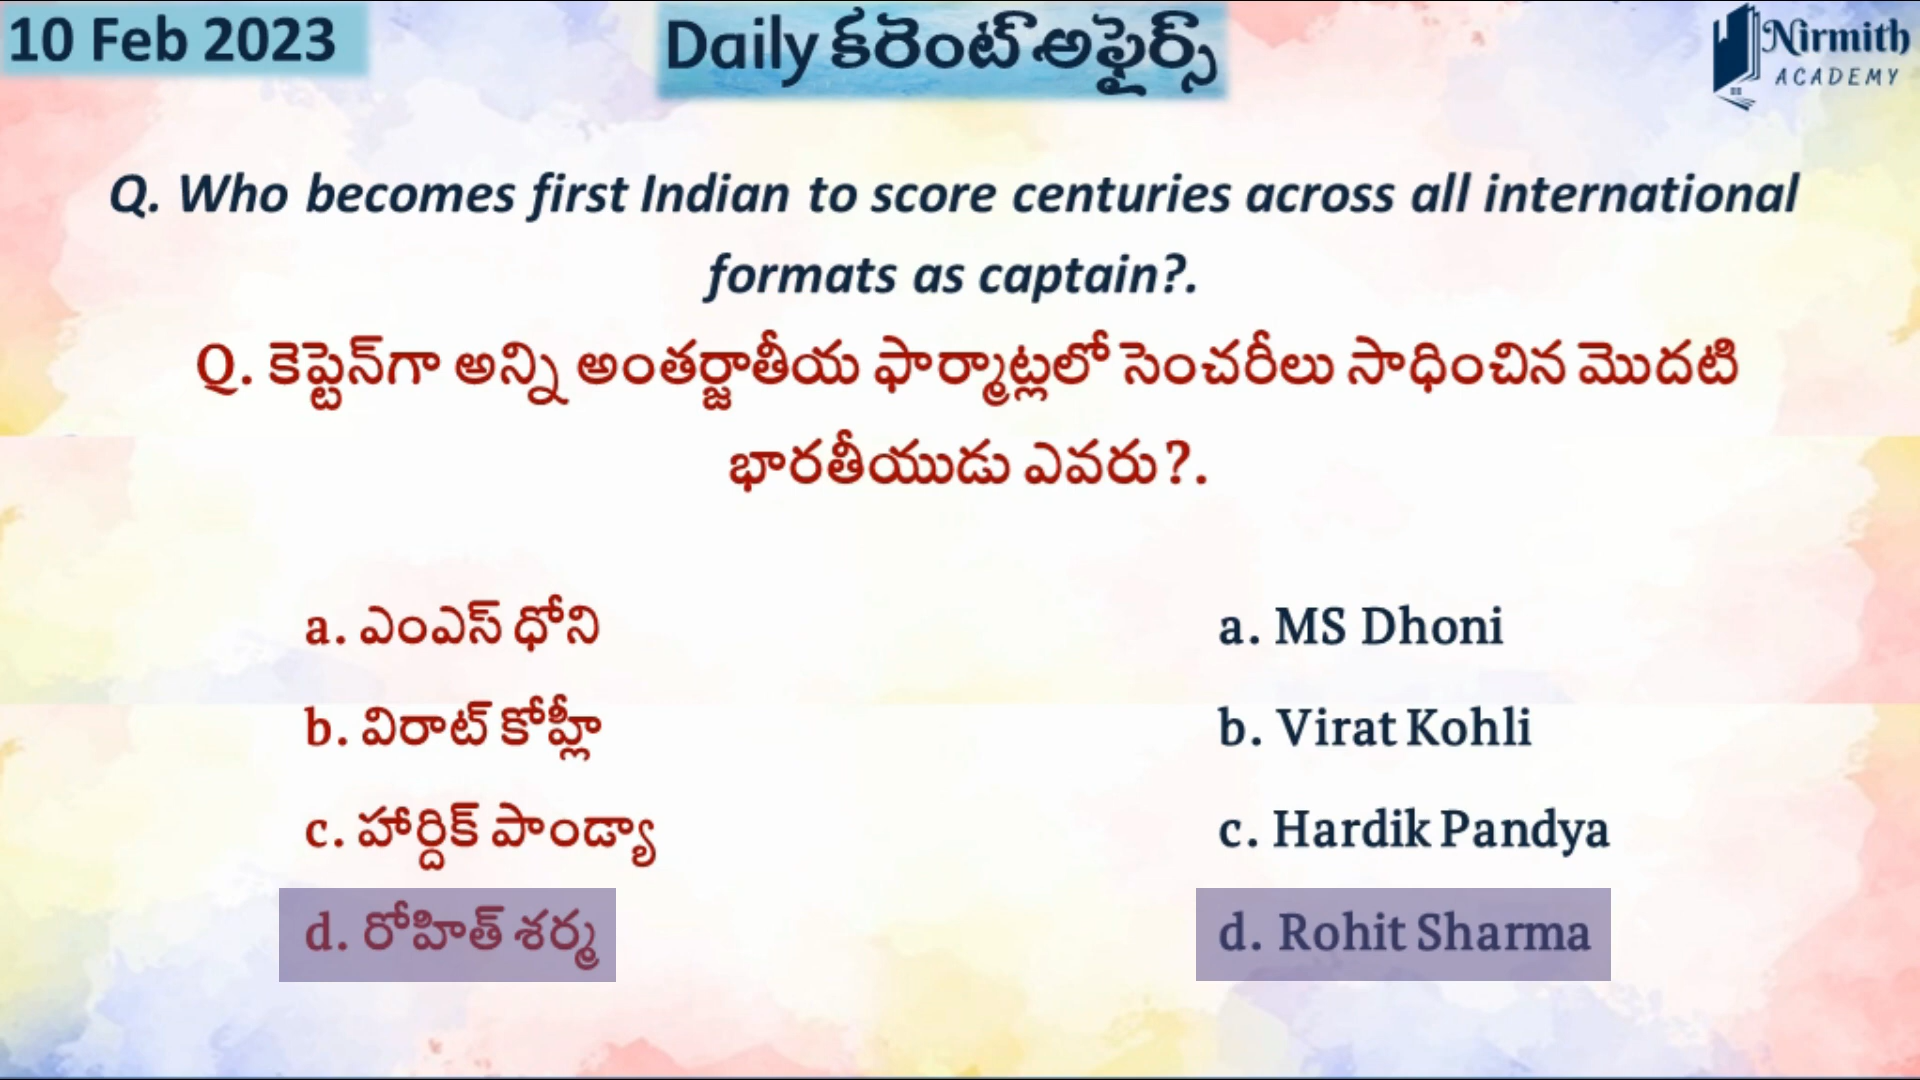 10 Feb 2023
Daily కరెంట్ అఫైర్స్
Nirmith
ACADEMY
Q. Who becomes first Indian to score centuries across all international
formats as captain?.
Q. కెప్టెన్‌గా అన్ని అంతర్జాతీయ ఫార్మాట్లలో సెంచరీలు సాధించిన మొదటి
భారతీయుడు ఎవరు?.
a. ఎంఎస్ ధోని
b. విరాట్ కోహ్లీ
c. హార్దిక్ పాండ్యా
d. రోహిత్ శర్మ
a. MS Dhoni
b. Virat Kohli
c. Hardik Pandya
d. Rohit Sharma